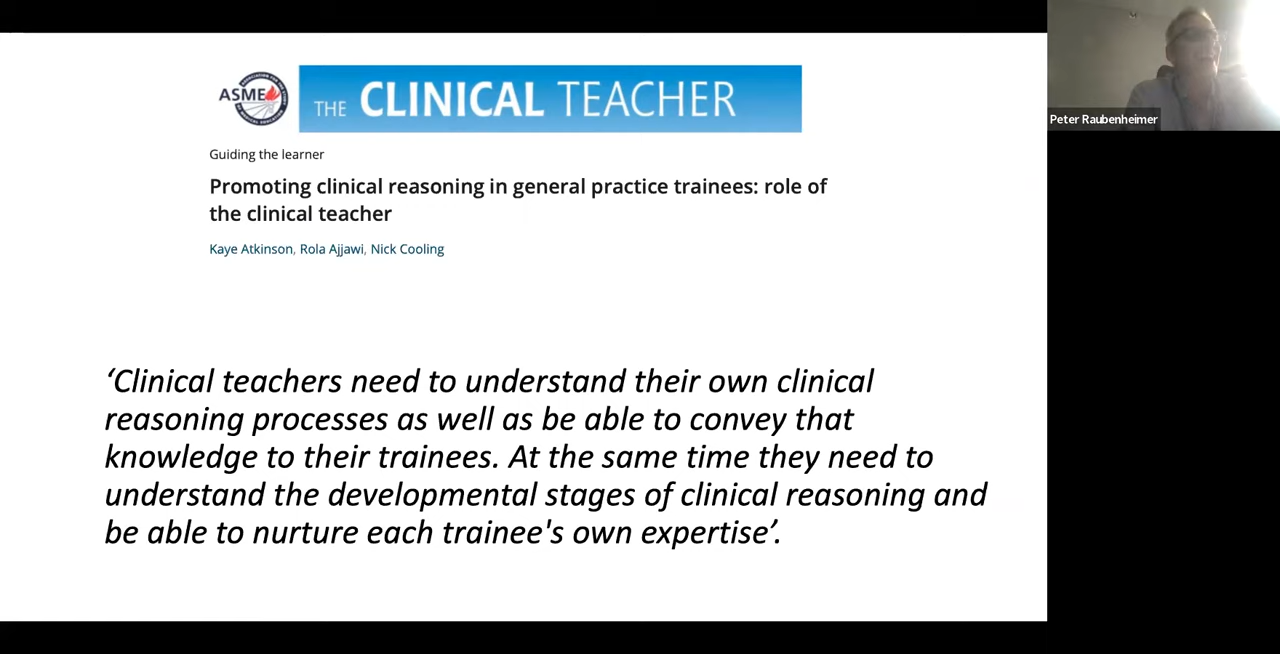 ASME
THE CLINICAL TEACHER
Guiding the learner
Promoting clinical reasoning in general practice trainees: role of
the clinical teacher
Kaye Atkinson, Rola Ajjawi, Nick Cooling
‘Clinical teachers need to understand their own clinical
reasoning processes as well as be able to convey that
knowledge to their trainees. At the same time they need to
understand the developmental stages of clinical reasoning and
be able to nurture each trainee's own expertise’.
Peter Raubenheimer